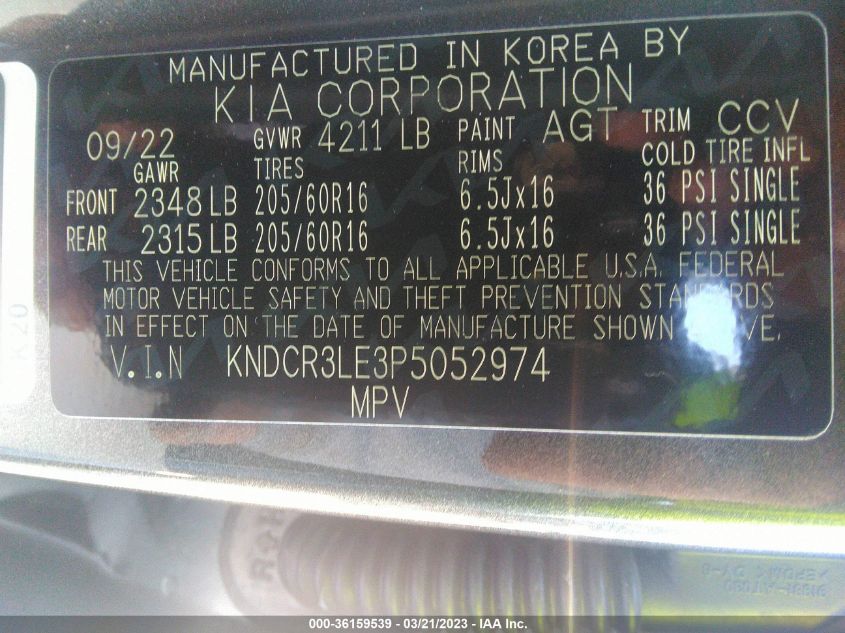 MANUFACTURED IN KOREA BY
KIA CORPORATION
09/22 GVWR 4211 LB PAINT AGT TRIM CCV
GAWR TIRES RIMS COLD TIRE INFL
FRONT 2348 LB 205/60R16 6.5Jx16 36 PSI SINGLE
REAR 2315 LB 205/60R16 6.5Jx16 36 PSI SINGLE
THIS VEHICLE CONFORMS TO ALL APPLICABLE U.S.A. FEDERAL
MOTOR VEHICLE SAFETY AND THEFT PREVENTION STANDARDS
IN EFFECT ON THE DATE OF MANUFACTURE SHOWN
V.I.N KNDCR3LE3P5052974
MPV
K20
000-36159539 - 03/21/2023 - IAA Inc.